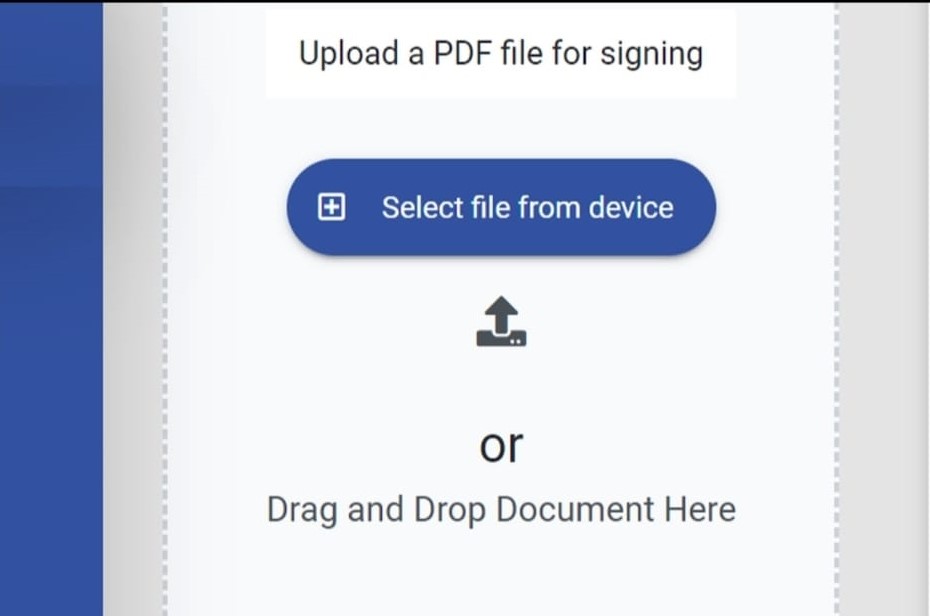 Upload a PDF file for signing
Select file from device
or
Drag and Drop Document Here